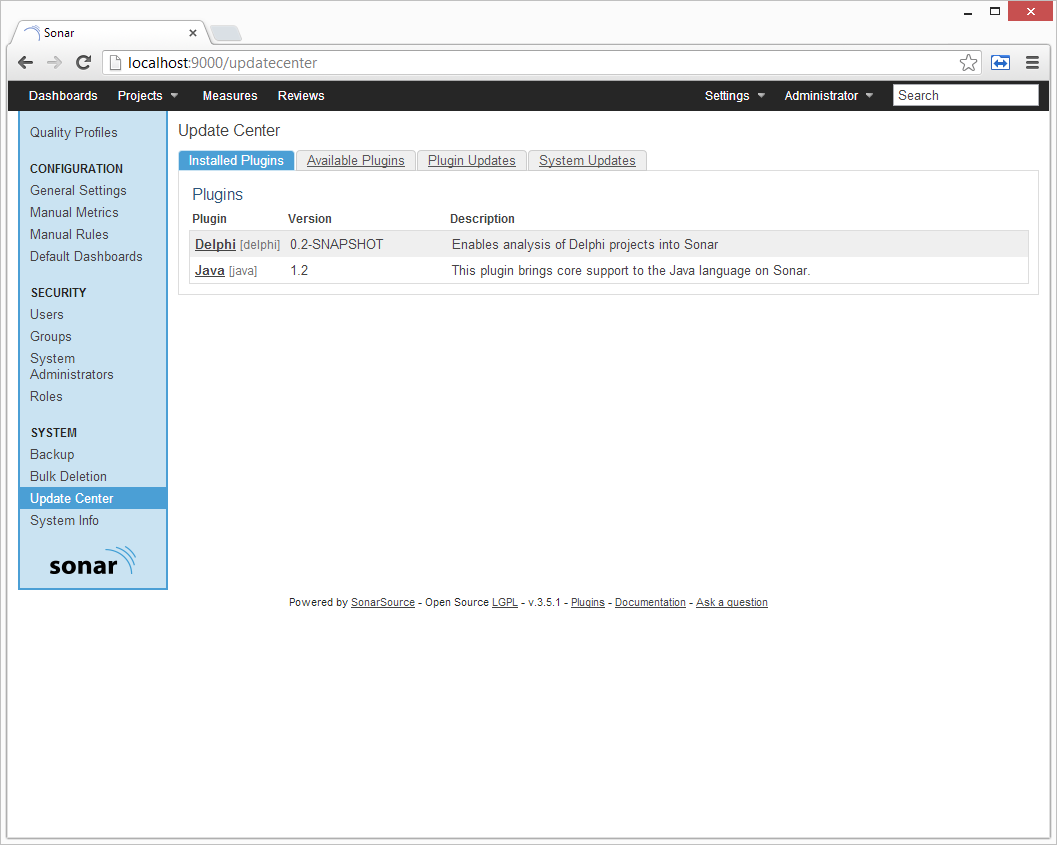 Sonar
localhost:9000/updatecenter
Dashboards Projects Measures Reviews Settings Administrator Search
Quality Profiles
CONFIGURATION
General Settings
Manual Metrics
Manual Rules
Default Dashboards
SECURITY
Users
Groups
System
Administrators
Roles
SYSTEM
Backup
Bulk Deletion
Update Center
System Info
sonar
Update Center
Installed Plugins Available Plugins Plugin Updates System Updates
Plugins
Plugin Version Description
Delphi [delphi] 0.2-SNAPSHOT Enables analysis of Delphi projects into Sonar
Java [java] 1.2 This plugin brings core support to the Java language on Sonar.
Powered by SonarSource - Open Source LGPL - v.3.5.1 - Plugins - Documentation - Ask a question